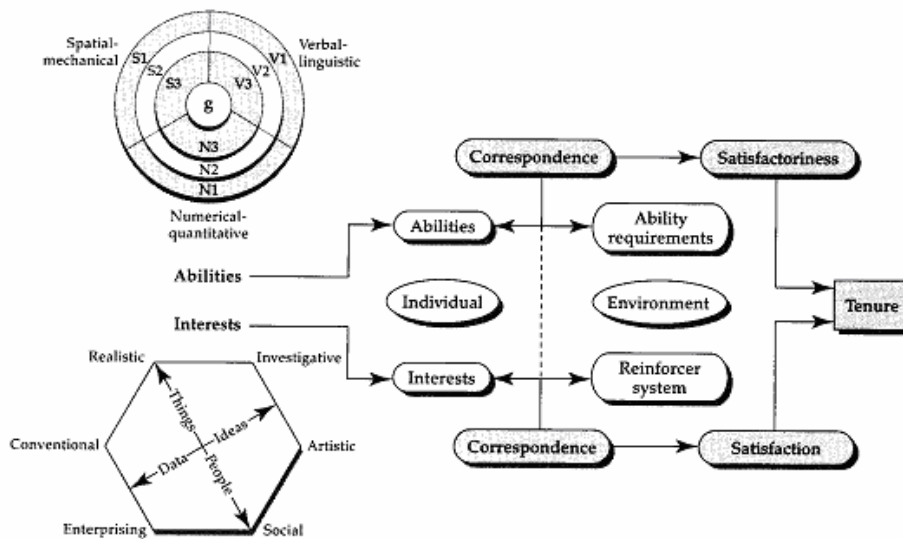 Spatial-
mechanical
Verbal-
linguistic
S1
S2
S3
V1
V2
V3
g
N3
N2
N1
Numerical-
quantitative
Correspondence
Satisfactoriness
Abilities
Ability
requirements
Abilities
Individual
Environment
Tenure
Interests
Interests
Reinforcer
system
Correspondence
Satisfaction
Realistic
Investigative
Things
Ideas
Conventional
Artistic
Data
People
Enterprising
Social